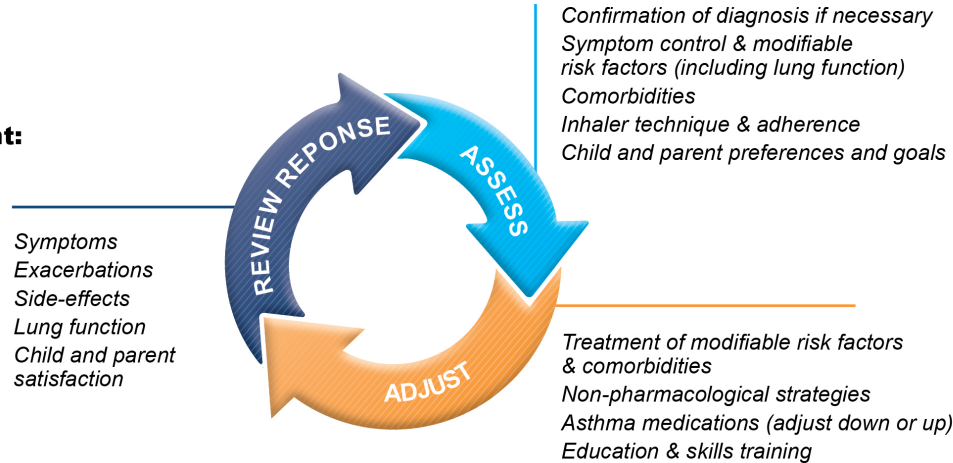 Confirmation of diagnosis if necessary
Symptom control & modifiable
risk factors (including lung function)
Comorbidities
Inhaler technique & adherence
Child and parent preferences and goals
REVIEW REPONSE
ASSESS
ADJUST
Symptoms
Exacerbations
Side-effects
Lung function
Child and parent
satisfaction
Treatment of modifiable risk factors
& comorbidities
Non-pharmacological strategies
Asthma medications (adjust down or up)
Education & skills training